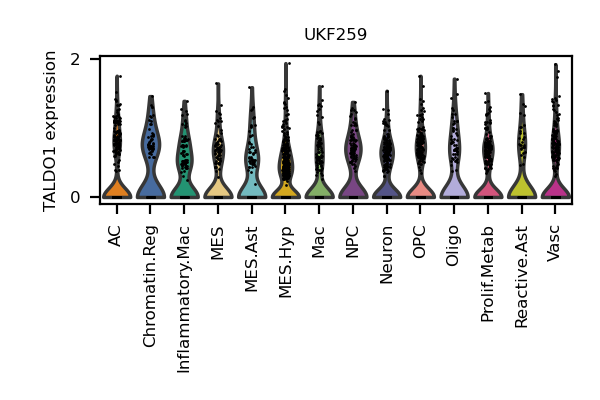 UKF259
TALDO1 expression
2
0
AC
Chromatin.Reg
Inflammatory.Mac
MES
MES.Ast
MES.Hyp
Mac
NPC
Neuron
OPC
Oligo
Prolif.Metab
Reactive.Ast
Vasc